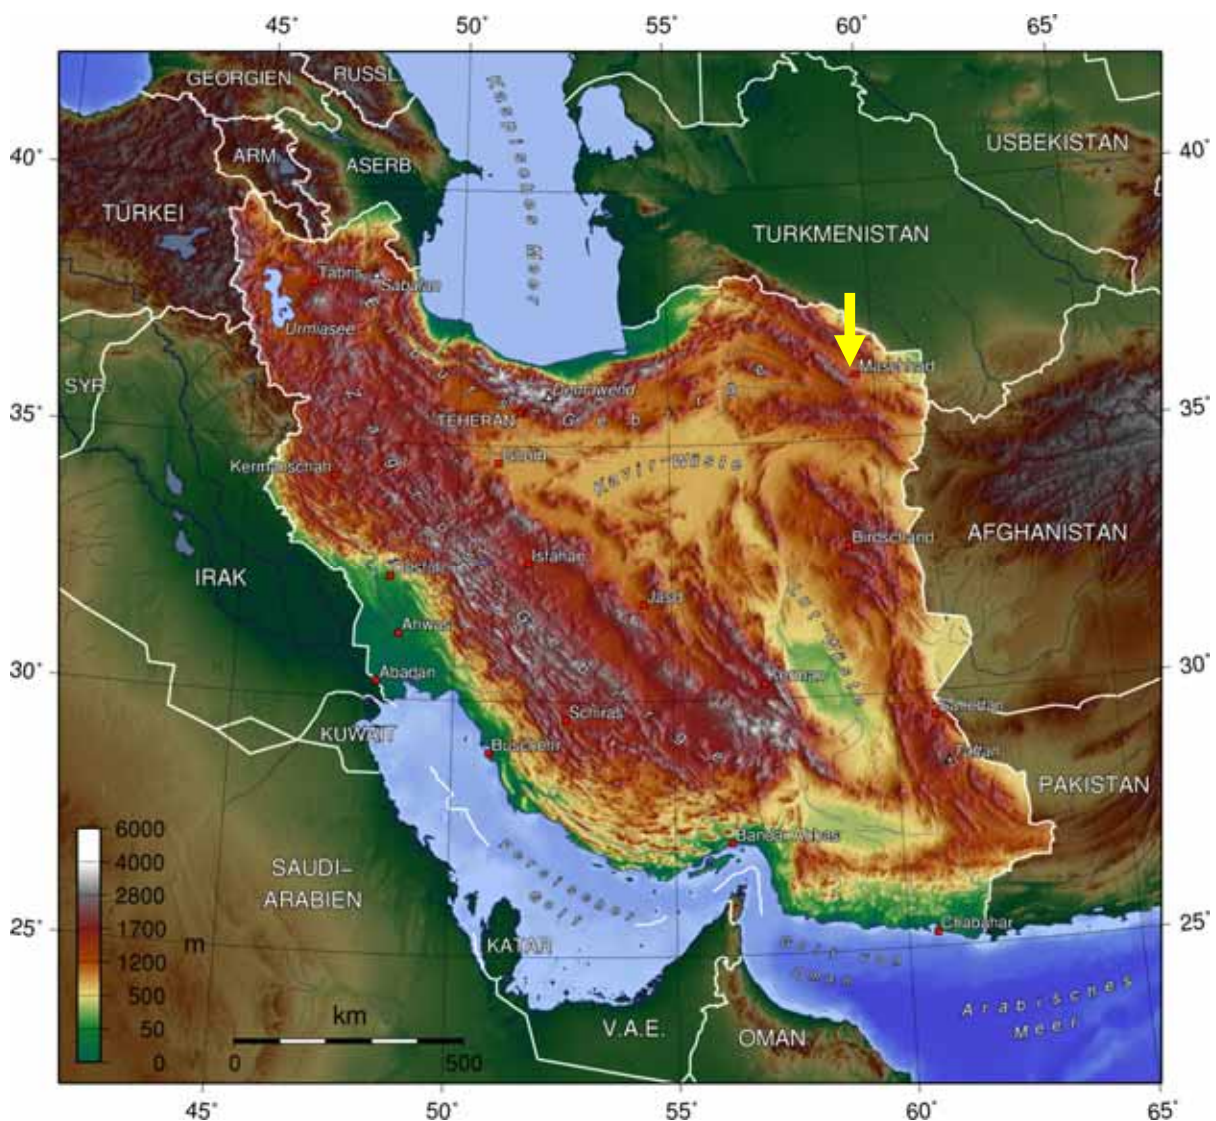 45° 50° 55° 60° 65°
GEORGIEN
RUSSL.
Kaspisches Meer
USBEKISTAN
40°
40°
ARM.
ASERB.
TÜRKEI
TURKMENISTAN
Täbris
Sabalan
Urmiasee
Maschhad
SYR.
Damawend
35°
35°
TEHERAN
Kermanschah
Ghom
Kavir-Wüste
AFGHANISTAN
Birdschand
Isfahan
IRAK
Desful
Jasd
Lut-Wüste
Ahwas
30°
30°
Abadan
Kerman
Sahedan
Schiras
KUWAIT
Buschehr
Taftan
PAKISTAN
Bandar Abbas
6000
4000
2800
1700
1200
500
50
0
m
SAUDI–
ARABIEN
Persischer
Golf
25°
25°
Chabahar
KATAR
Golf von
Oman
Arabisches
Meer
km
0 500
V.A.E.
OMAN
45° 50° 55° 60° 65°